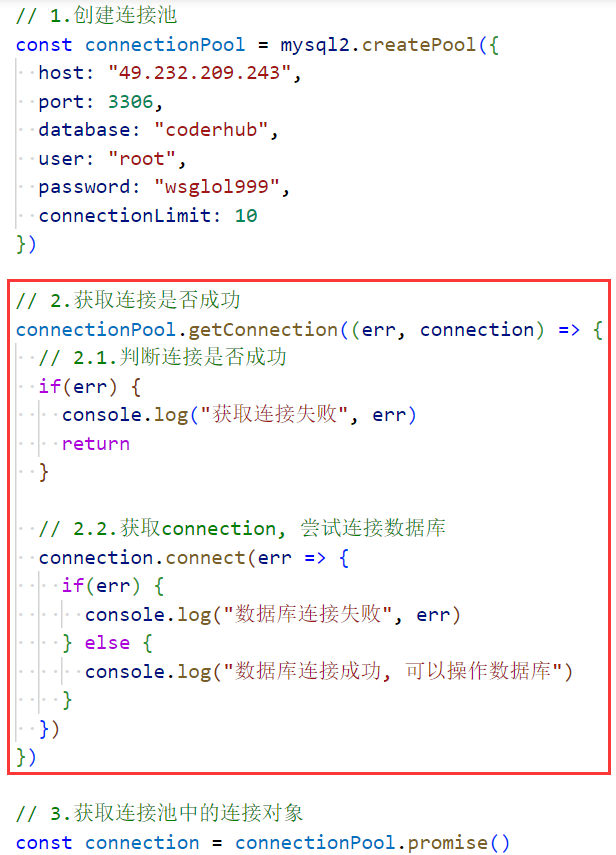 // 1.创建连接池
const connectionPool = mysql2.createPool({
  host: "49.232.209.243",
  port: 3306,
  database: "coderhub",
  user: "root",
  password: "wsglol999",
  connectionLimit: 10
})
// 2.获取连接是否成功
connectionPool.getConnection((err, connection) => {
  // 2.1.判断连接是否成功
  if(err) {
    console.log("获取连接失败", err)
    return
  }
  // 2.2.获取connection, 尝试连接数据库
  connection.connect(err => {
    if(err) {
      console.log("数据库连接失败", err)
    } else {
      console.log("数据库连接成功, 可以操作数据库")
    }
  })
})
// 3.获取连接池中的连接对象
const connection = connectionPool.promise()